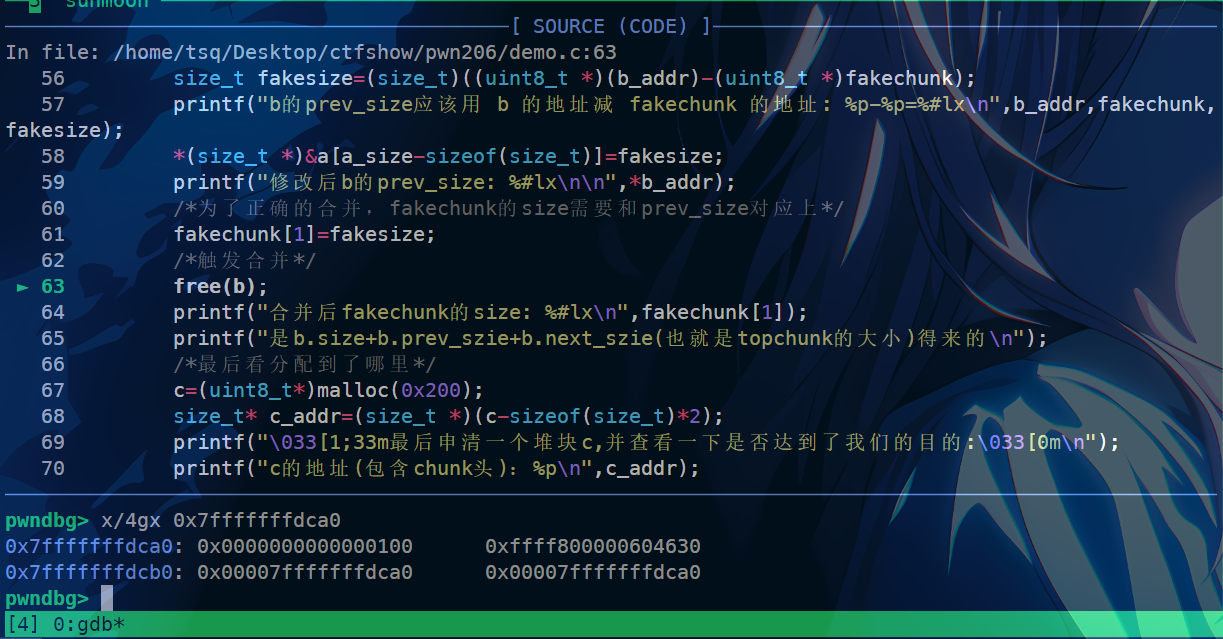 5 sunmoon
[ SOURCE (CODE) ]
In file: /home/tsq/Desktop/ctfshow/pwn206/demo.c:63
56 size_t fakesize=(size_t)((uint8_t *)(b_addr)-(uint8_t *)fakechunk);
57 printf("b的prev_size应该用 b 的地址减 fakechunk 的地址: %p-%p=%#lx\n",b_addr,fakechunk,
fakesize);
58 *(size_t *)&a[a_size-sizeof(size_t)]=fakesize;
59 printf("修改后b的prev_size: %#lx\n\n",*b_addr);
60 /*为了正确的合并，fakechunk的size需要和prev_size对应上*/
61 fakechunk[1]=fakesize;
62 /*触发合并*/
► 63 free(b);
64 printf("合并后fakechunk的size: %#lx\n",fakechunk[1]);
65 printf("是b.size+b.prev_szie+b.next_szie(也就是topchunk的大小)得来的\n");
66 /*最后看分配到了哪里*/
67 c=(uint8_t*)malloc(0x200);
68 size_t* c_addr=(size_t *)(c-sizeof(size_t)*2);
69 printf("\033[1;33m最后申清一个堆块c,并查看一下是否达到了我们的目的:\033[0m\n");
70 printf("c的地址(包含chunk头): %p\n",c_addr);
pwndbg> x/4gx 0x7fffffffdca0
0x7fffffffdca0: 0x0000000000000100 0xffff800000604630
0x7fffffffdcb0: 0x00007fffffffdca0 0x00007fffffffdca0
pwndbg>
[4] 0:gdb*